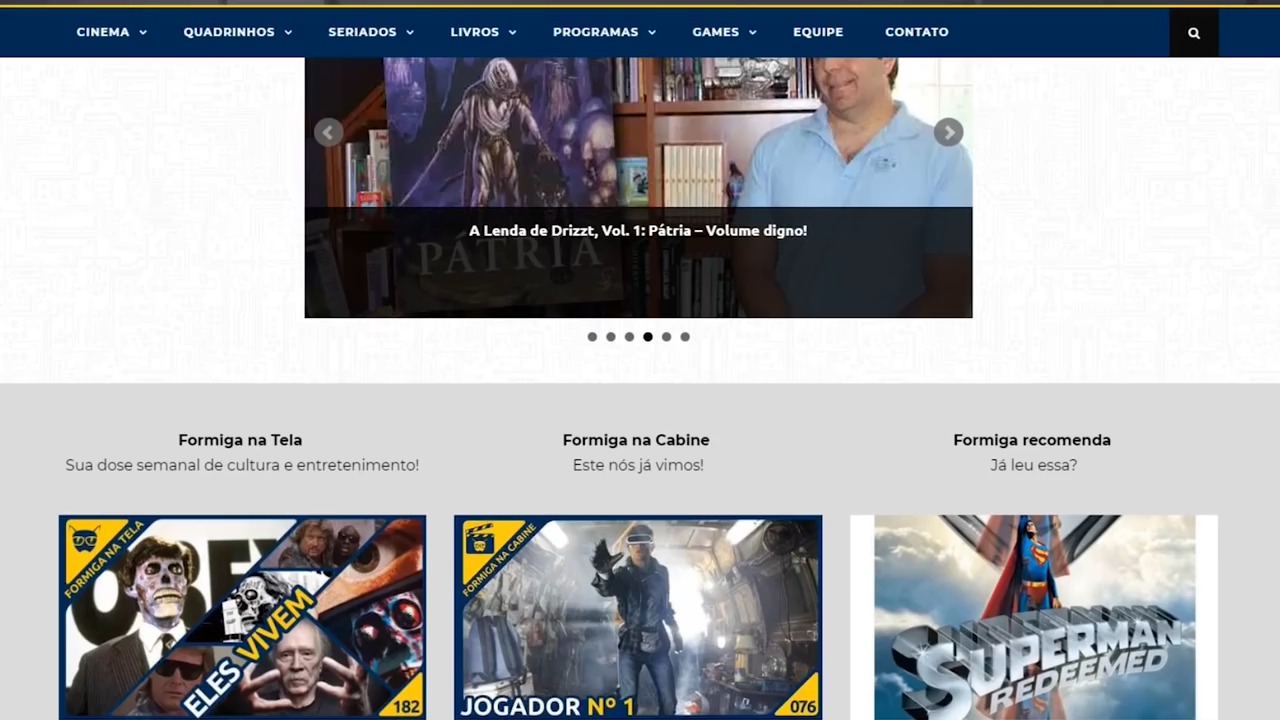 CINEMA QUADRINHOS SERIADOS LIVROS PROGRAMAS GAMES EQUIPE CONTATO
A Lenda de Drizzt, Vol. 1: Pátria – Volume digno!
PÁTRIA
Formiga na Tela
Sua dose semanal de cultura e entretenimento!
Formiga na Cabine
Este nós já vimos!
Formiga recomenda
Já leu essa?
FORMIGA NA TELA
OBEY
ELES VIVEM
182
FORMIGA NA CABINE
JOGADOR Nº 1
076
SUPERMAN
REDEEMED